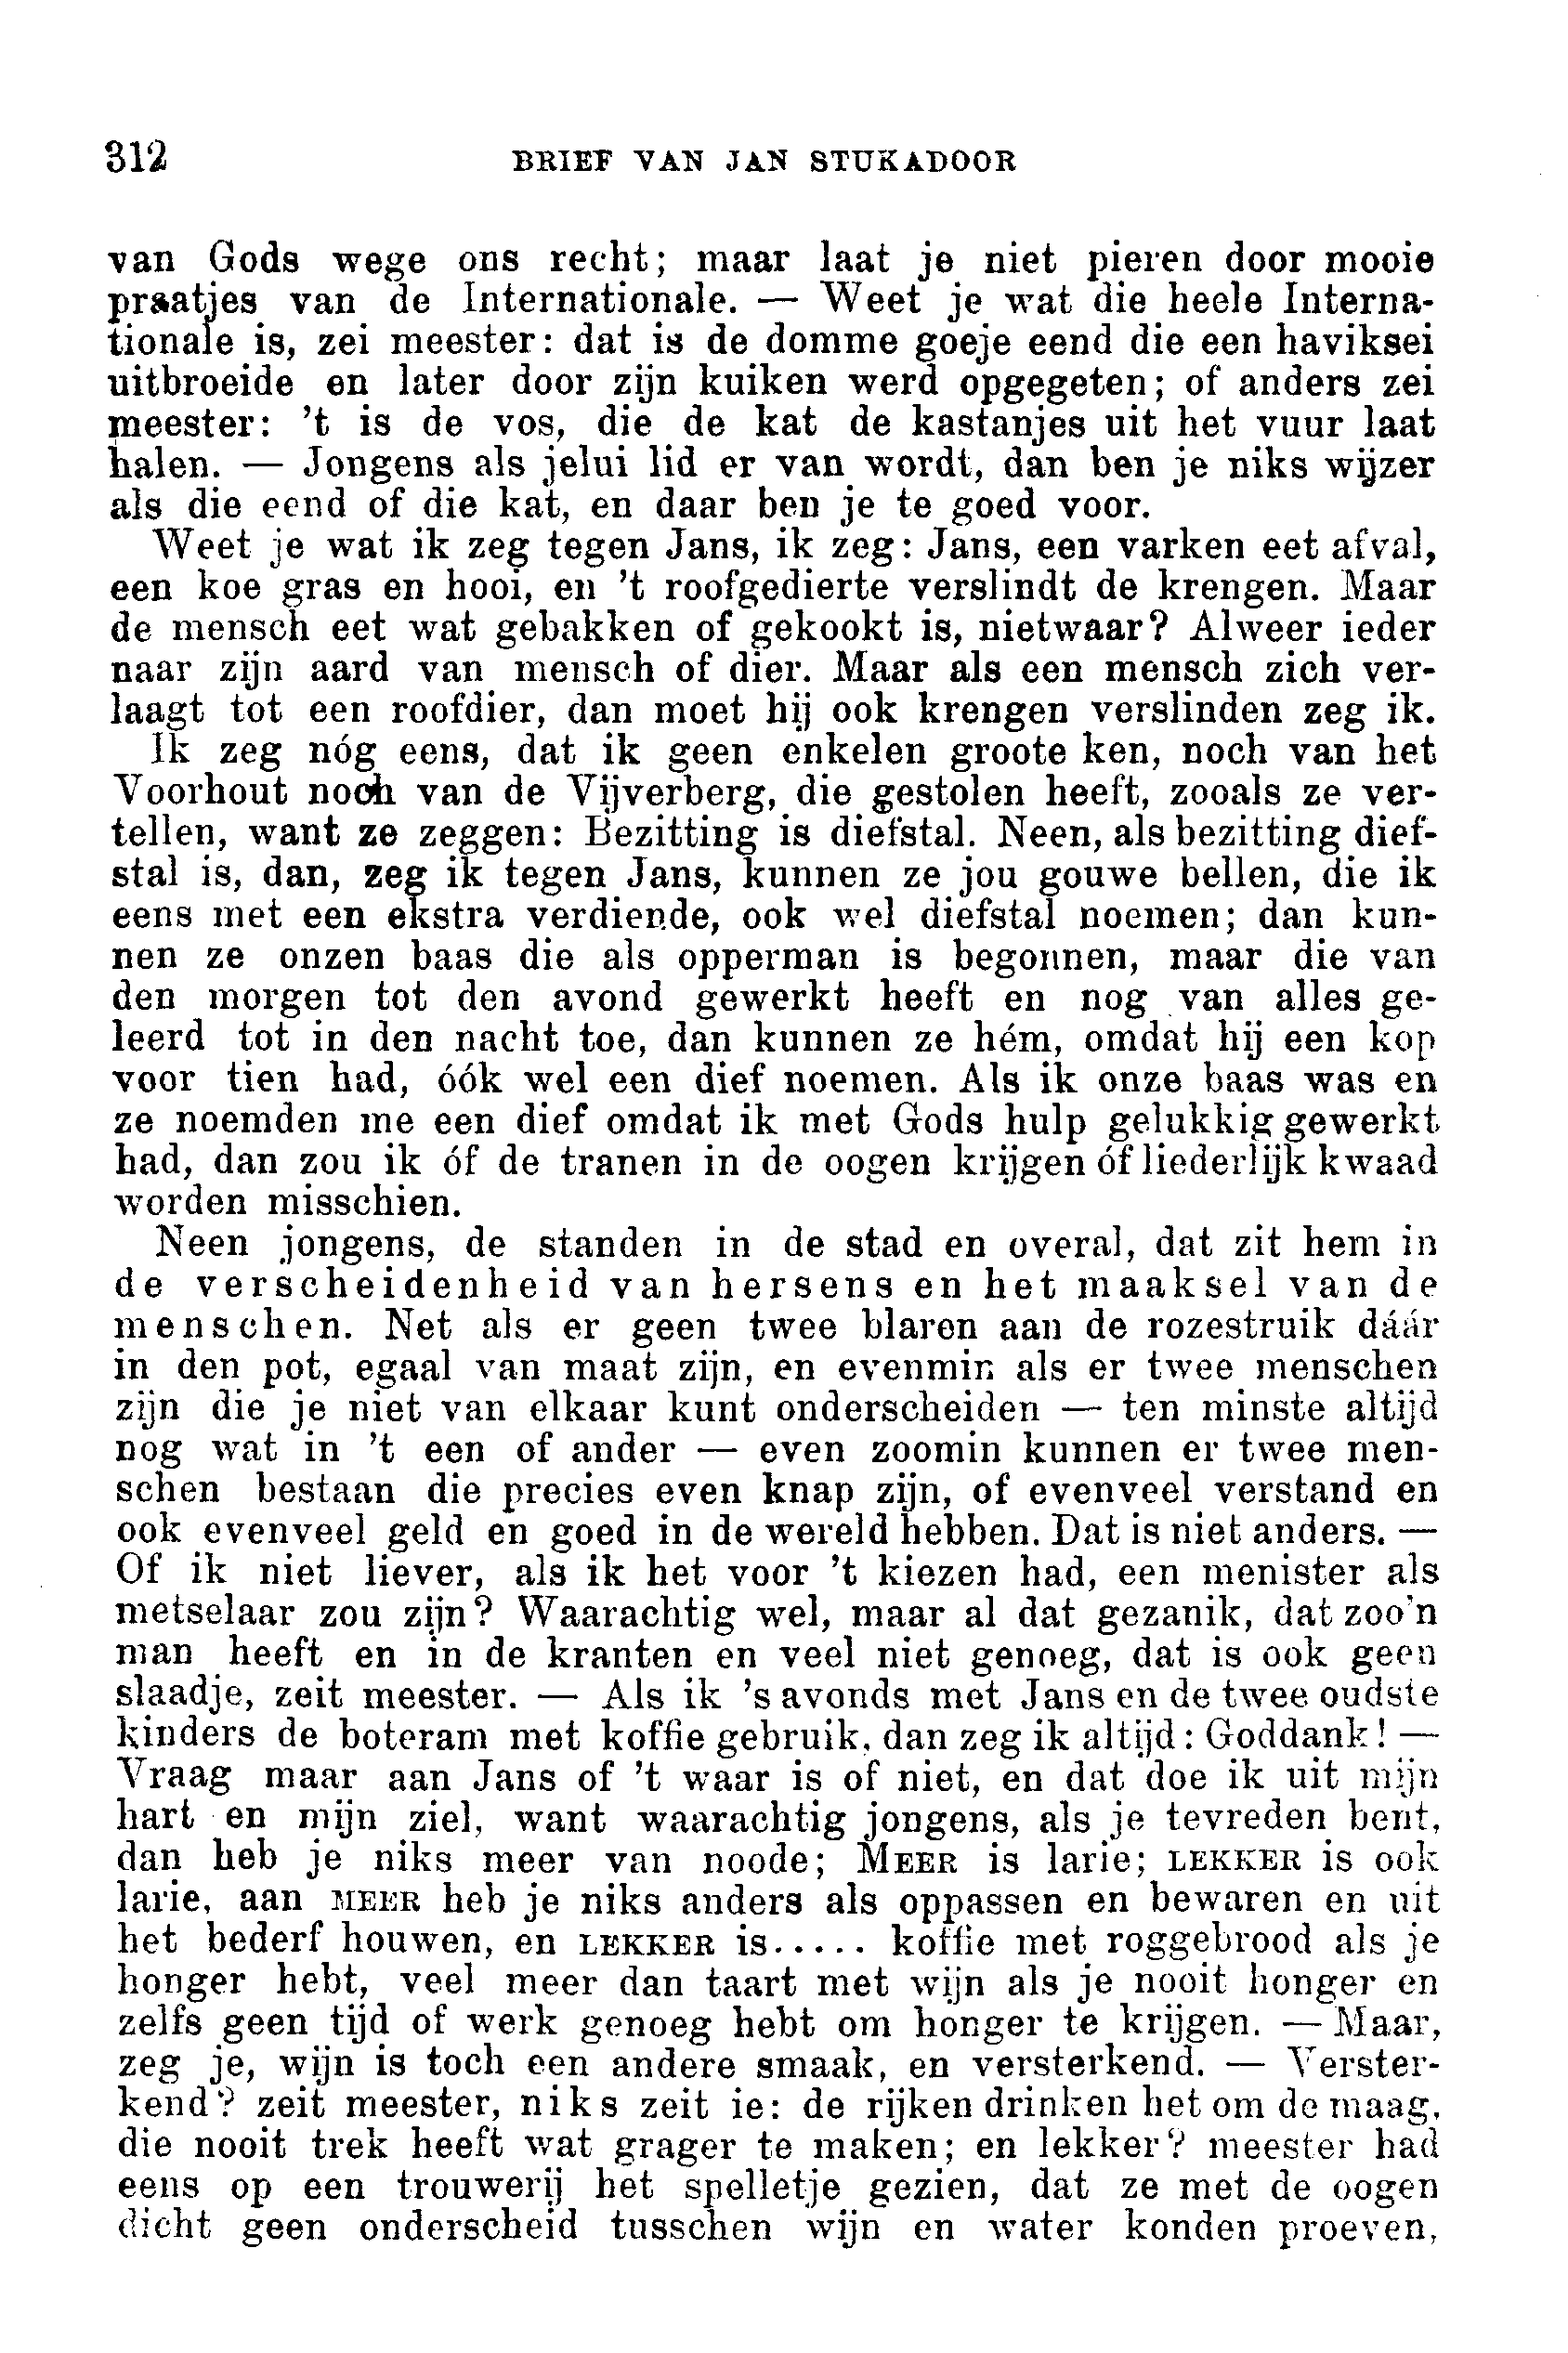 312 BRIEF VAN JAN STUKADOOR
van Gods wege ons recht; maar laat je niet pieren door mooie
praatjes van de Internationale. — Weet je wat die heele Interna-
tionale is, zei meester: dat is de domme goeje eend die een haviksei
uitbroeide en later door zijn kuiken werd opgegeten; of anders zei
meester: 't is de vos, die de kat de kastanjes uit het vuur laat
halen. — Jongens als jelui lid er van wordt, dan ben je niks wijzer
als die eend of die kat, en daar ben je te goed voor.
Weet je wat ik zeg tegen Jans, ik zeg: Jans, een varken eet afval,
een koe gras en hooi, en 't roofgedierte verslindt de krengen. Maar
de mensch eet wat gebakken of gekookt is, nietwaar? Alweer ieder
naar zijn aard van mensch of dier. Maar als een mensch zich ver-
laagt tot een roofdier, dan moet hij ook krengen verslinden zeg ik.
Ik zeg nóg eens, dat ik geen enkelen groote ken, noch van het
Voorhout noch van de Vijverberg, die gestolen heeft, zooals ze ver-
tellen, want ze zeggen: Bezitting is diefstal. Neen, als bezitting dief-
stal is, dan, zeg ik tegen Jans, kunnen ze jou gouwe bellen, die ik
eens met een ekstra verdiende, ook wel diefstal noemen; dan kun-
nen ze onzen baas die als opperman is begonnen, maar die van
den morgen tot den avond gewerkt heeft en nog van alles ge-
leerd tot in den nacht toe, dan kunnen ze hém, omdat hij een kop
voor tien had, óók wel een dief noemen. Als ik onze baas was en
ze noemden me een dief omdat ik met Gods hulp gelukkig gewerkt
had, dan zou ik óf de tranen in de oogen krijgen óf liederlijk kwaad
worden misschien.
Neen jongens, de standen in de stad en overal, dat zit hem in
de verscheidenheid van hersens en het maaksel van de
menschen. Net als er geen twee blaren aan de rozestruik dáár
in den pot, egaal van maat zijn, en evenmin als er twee menschen
zijn die je niet van elkaar kunt onderscheiden — ten minste altijd
nog wat in 't een of ander — even zoomin kunnen er twee men-
schen bestaan die precies even knap zijn, of evenveel verstand en
ook evenveel geld en goed in de wereld hebben. Dat is niet anders. —
Of ik niet liever, als ik het voor 't kiezen had, een menister als
metselaar zou zijn? Waarachtig wel, maar al dat gezanik, dat zoo'n
man heeft en in de kranten en veel niet genoeg, dat is ook geen
slaadje, zeit meester. — Als ik 's avonds met Jans en de twee oudste
kinders de boteram met koffie gebruik, dan zeg ik altijd: Goddank! —
Vraag maar aan Jans of 't waar is of niet, en dat doe ik uit mijn
hart en mijn ziel, want waarachtig jongens, als je tevreden bent,
dan heb je niks meer van noode; MEER is larie; LEKKER is ook
larie, aan MEER heb je niks anders als oppassen en bewaren en uit
het bederf houwen, en LEKKER is..... koffie met roggebrood als je
honger hebt, veel meer dan taart met wijn als je nooit honger en
zelfs geen tijd of werk genoeg hebt om honger te krijgen. — Maar,
zeg je, wijn is toch een andere smaak, en versterkend. — Verster-
kend? zeit meester, niks zeit ie: de rijken drinken het om de maag,
die nooit trek heeft wat grager te maken; en lekker? meester had
eens op een trouwerij het spelletje gezien, dat ze met de oogen
dicht geen onderscheid tusschen wijn en water konden proeven,